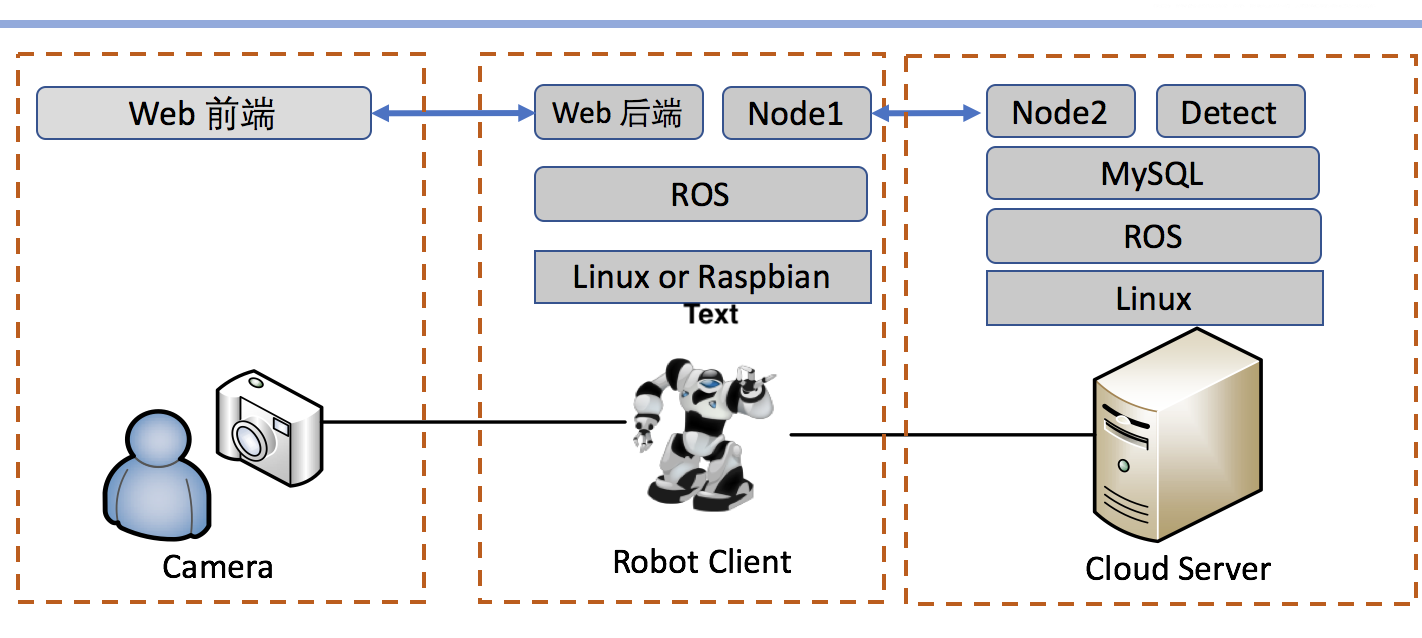 Web 前端
Web 后端
Node1
Node2
Detect
MySQL
ROS
ROS
Linux or Raspbian
Linux
Text
Camera
Robot Client
Cloud Server